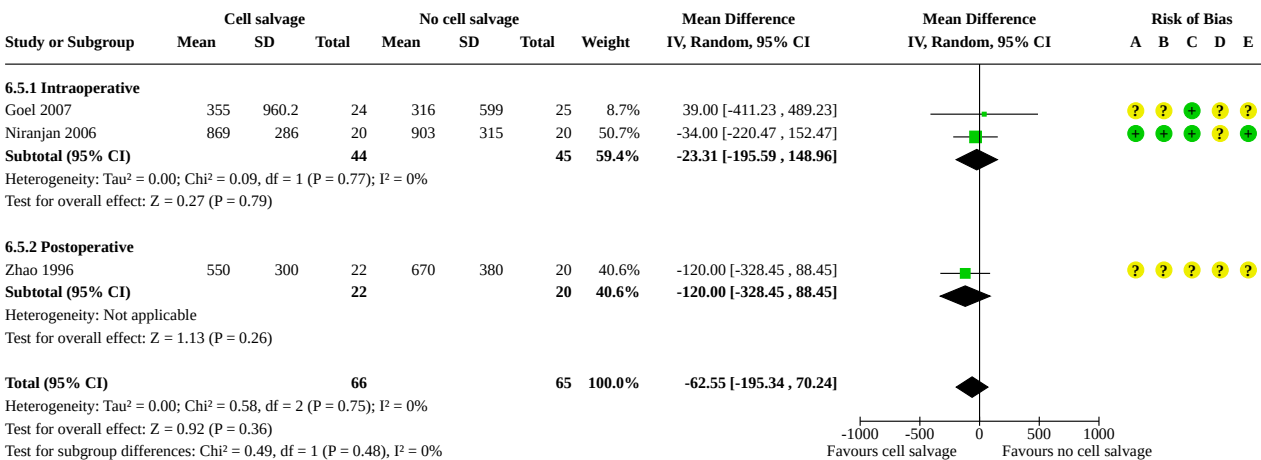 Cell salvage No cell salvage Mean Difference Mean Difference Risk of Bias
Study or Subgroup Mean SD Total Mean SD Total Weight IV, Random, 95% CI IV, Random, 95% CI A B C D E
6.5.1 Intraoperative
Goel 2007 355 960.2 24 316 599 25 8.7% 39.00 [-411.23 , 489.23] ? ? + ? ?
Niranjan 2006 869 286 20 903 315 20 50.7% -34.00 [-220.47 , 152.47] + + + ? +
Subtotal (95% CI) 44 45 59.4% -23.31 [-195.59 , 148.96]
Heterogeneity: Tau² = 0.00; Chi² = 0.09, df = 1 (P = 0.77); I² = 0%
Test for overall effect: Z = 0.27 (P = 0.79)
6.5.2 Postoperative
Zhao 1996 550 300 22 670 380 20 40.6% -120.00 [-328.45 , 88.45] ? ? ? ? ?
Subtotal (95% CI) 22 20 40.6% -120.00 [-328.45 , 88.45]
Heterogeneity: Not applicable
Test for overall effect: Z = 1.13 (P = 0.26)
Total (95% CI) 66 65 100.0% -62.55 [-195.34 , 70.24]
Heterogeneity: Tau² = 0.00; Chi² = 0.58, df = 2 (P = 0.75); I² = 0%
Test for overall effect: Z = 0.92 (P = 0.36)
Test for subgroup differences: Chi² = 0.49, df = 1 (P = 0.48), I² = 0%
-1000 -500 0 500 1000
Favours cell salvage Favours no cell salvage